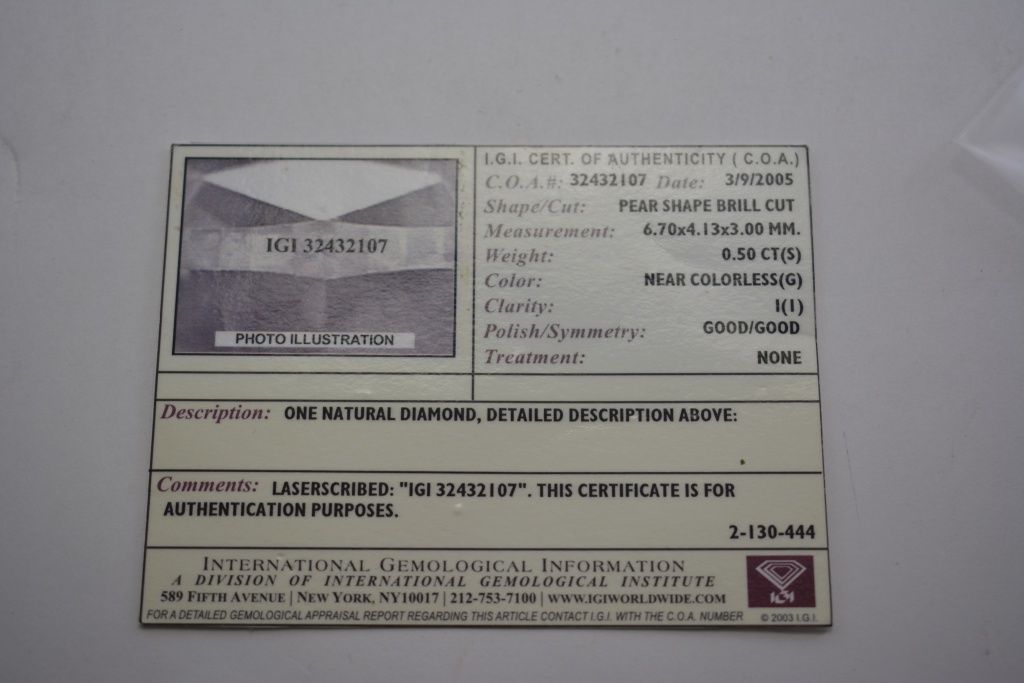 IGI 32432107
PHOTO ILLUSTRATION
I.G.I. CERT. OF AUTHENTICITY ( C.O.A.)
C.O.A.#: 32432107 Date: 3/9/2005
Shape/Cut: PEAR SHAPE BRILL CUT
Measurement: 6.70x4.13x3.00 MM.
Weight: 0.50 CT(S)
Color: NEAR COLORLESS(G)
Clarity: I(1)
Polish/Symmetry: GOOD/GOOD
Treatment: NONE
Description: ONE NATURAL DIAMOND, DETAILED DESCRIPTION ABOVE:
Comments: LASERSCRIBED: "IGI 32432107". THIS CERTIFICATE IS FOR
AUTHENTICATION PURPOSES.
2-130-444
INTERNATIONAL GEMOLOGICAL INFORMATION
A DIVISION OF INTERNATIONAL GEMOLOGICAL INSTITUTE
589 FIFTH AVENUE | NEW YORK, NY10017 | 212-753-7100 | WWW.IGIWORLDWIDE.COM
IGI
FOR A DETAILED GEMOLOGICAL APPRAISAL REPORT REGARDING THIS ARTICLE CONTACT I.G.I. WITH THE C.O.A. NUMBER © 2003 I.G.I.